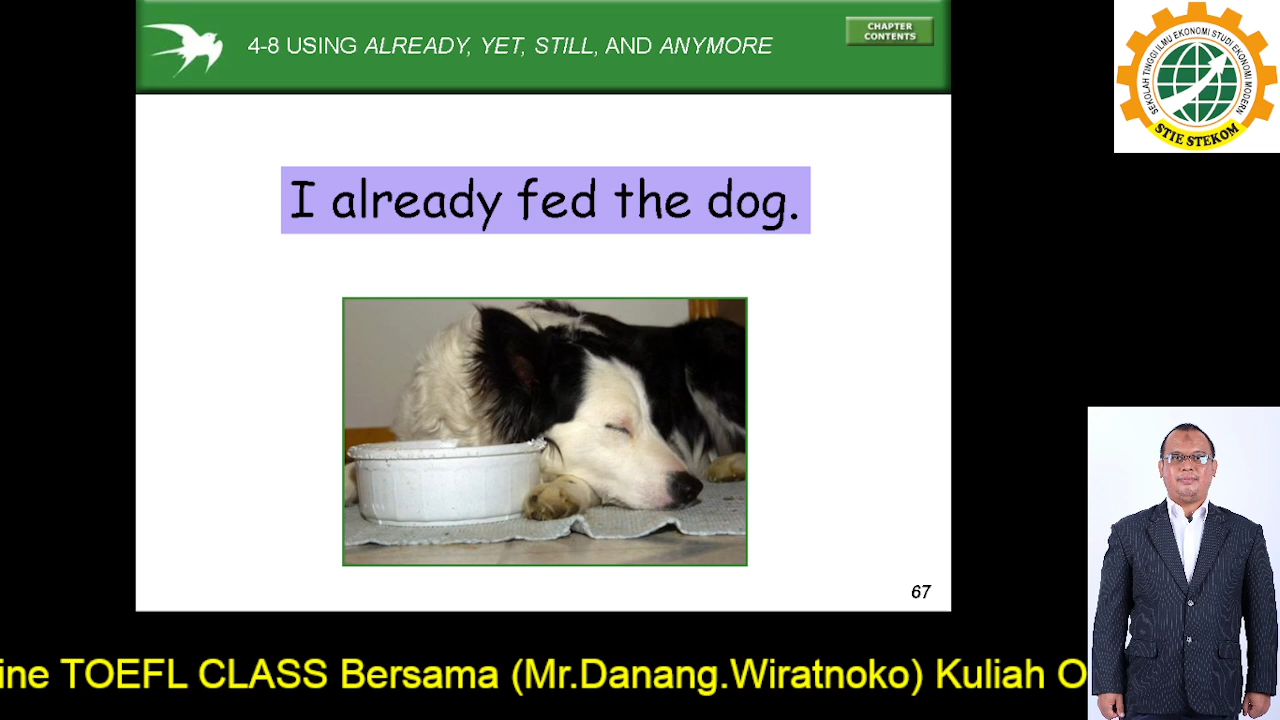 4-8 USING ALREADY, YET, STILL, AND ANYMORE
CHAPTER
CONTENTS
SEKOLAH TINGGI ILMU EKONOMI STUDI EKONOMI MODERN
STIE STEKOM
I already fed the dog.
67
ine TOEFL CLASS Bersama (Mr.Danang.Wiratnoko) Kuliah O